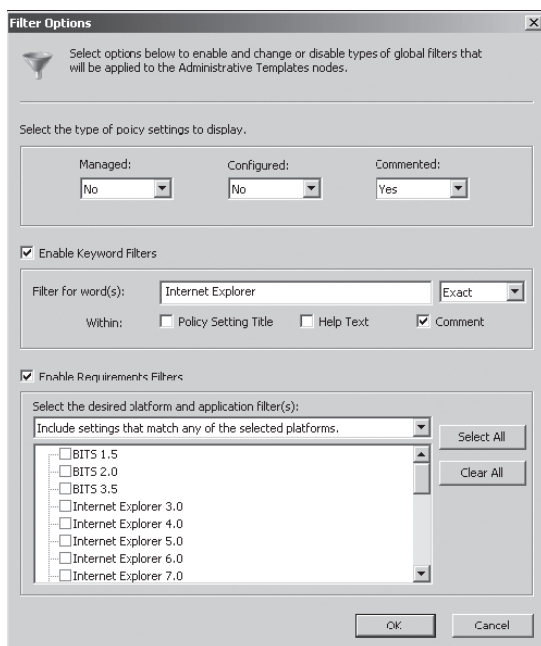 Filter Options
Select options below to enable and change or disable types of global filters that
will be applied to the Administrative Templates nodes.
Select the type of policy settings to display.
Managed: Configured: Commented:
No No Yes
Enable Keyword Filters
Filter for word(s): Internet Explorer Exact
Within: Policy Setting Title Help Text Comment
Enable Requirements Filters
Select the desired platform and application filter(s):
Include settings that match any of the selected platforms.
Select All
BITS 1.5
BITS 2.0
Clear All
BITS 3.5
Internet Explorer 3.0
Internet Explorer 4.0
Internet Explorer 5.0
Internet Explorer 6.0
Internet Explorer 7.0
OK Cancel